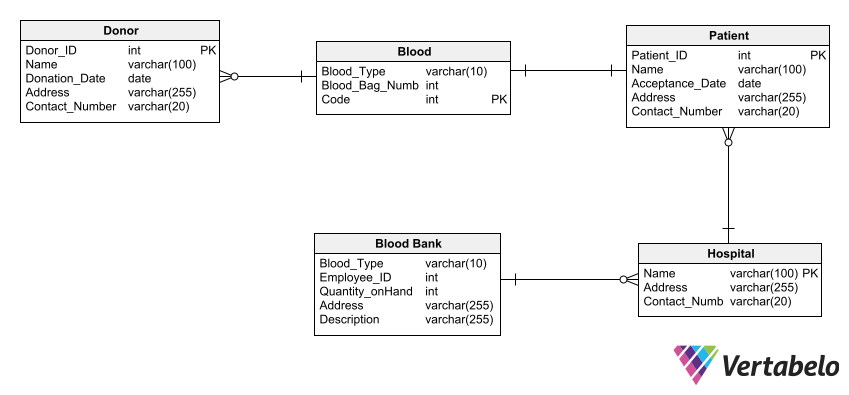 Donor
Donor_ID int PK
Name varchar(100)
Donation_Date date
Address varchar(255)
Contact_Number varchar(20)
Blood
Blood_Type varchar(10)
Blood_Bag_Numb int
Code int PK
Patient
Patient_ID int PK
Name varchar(100)
Acceptance_Date date
Address varchar(255)
Contact_Number varchar(20)
Blood Bank
Blood_Type varchar(10)
Employee_ID int
Quantity_onHand int
Address varchar(255)
Description varchar(255)
Hospital
Name varchar(100) PK
Address varchar(255)
Contact_Numb varchar(20)
Vertabelo